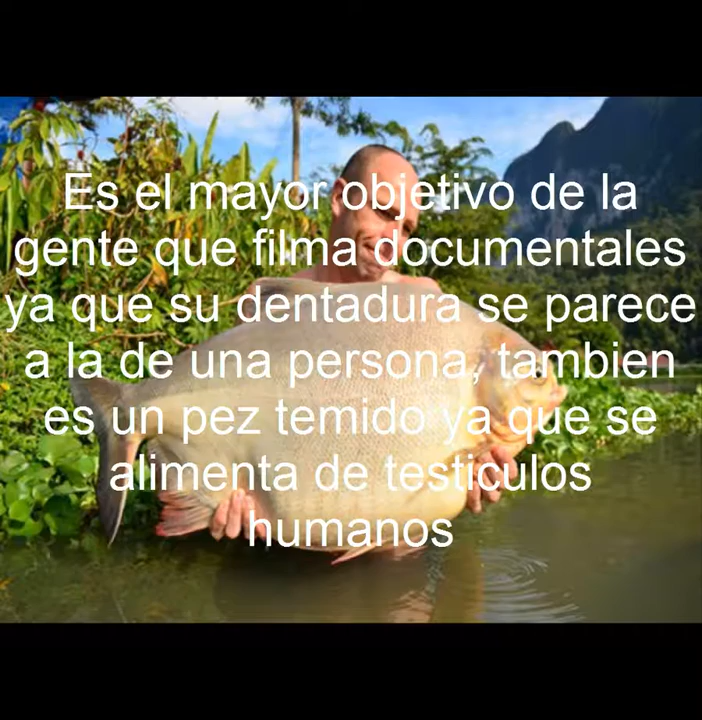 Es el mayor objetivo de la
gente que filma documentales
ya que su dentadura se parece
a la de una persona, tambien
es un pez temido ya que se
alimenta de testiculos
humanos